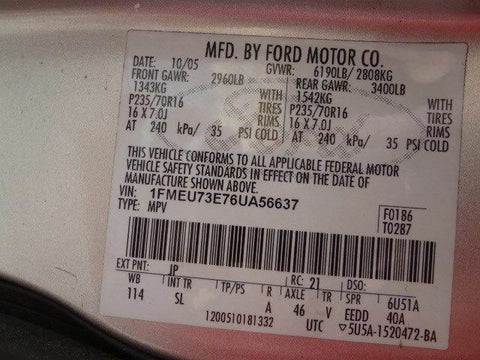 MFD. BY FORD MOTOR CO.
DATE: 10/05 GVWR: 6190LB/ 2808KG
FRONT GAWR: 2960LB REAR GAWR: 3400LB
1343KG WITH 1542KG WITH
P235/70R16 TIRES P235/70R16 TIRES
16 X 7.0J RIMS 16 X 7.0J RIMS
AT 240 kPa/ 35 PSI COLD AT 240 kPa/ 35 PSI COLD
THIS VEHICLE CONFORMS TO ALL APPLICABLE FEDERAL MOTOR
VEHICLE SAFETY STANDARDS IN EFFECT ON THE DATE OF
MANUFACTURE SHOWN ABOVE.
VIN: 1FMEU73E76UA56637 F0186
TYPE: MPV T0287
EXT PNT: JP RC: 21 DSO:
WB TP/PS R AXLE TR SPR 6U51A
114 SL A 46 V EEDD 40A
1200510181332 UTC 5U5A-1520472-BA